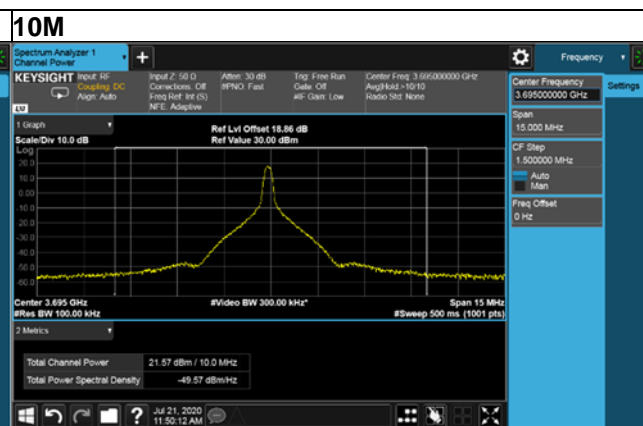 10M
Spectrum Analyzer 1
Channel Power
+
Frequency
KEYSIGHT
Input: RF
Coupling: DC
Align: Auto
Input Z: 50 Ω
Corrections: Off
Freq Ref: Int (S)
NFE: Adaptive
Atten: 30 dB
#PNO: Fast
Trig: Free Run
Gate: Off
#IF Gain: Low
Center Freq: 3.695000000 GHz
Avg|Hold:>10/10
Radio Std: None
LXI
1 Graph
Scale/Div 10.0 dB
Ref Lvl Offset 18.86 dB
Ref Value 30.00 dBm
Log
20.0
10.0
0.00
-10.0
-20.0
-30.0
-40.0
-50.0
-60.0
Center 3.695 GHz
#Res BW 100.00 kHz
#Video BW 300.00 kHz*
Span 15 MHz
#Sweep 500 ms (1001 pts)
2 Metrics
Total Channel Power 21.57 dBm / 10.0 MHz
Total Power Spectral Density -49.57 dBm/Hz
Jul 21, 2020
11:50:12 AM
Center Frequency
3.695000000 GHz
Settings
Span
15.000 MHz
CF Step
1.500000 MHz
Auto
Man
Freq Offset
0 Hz